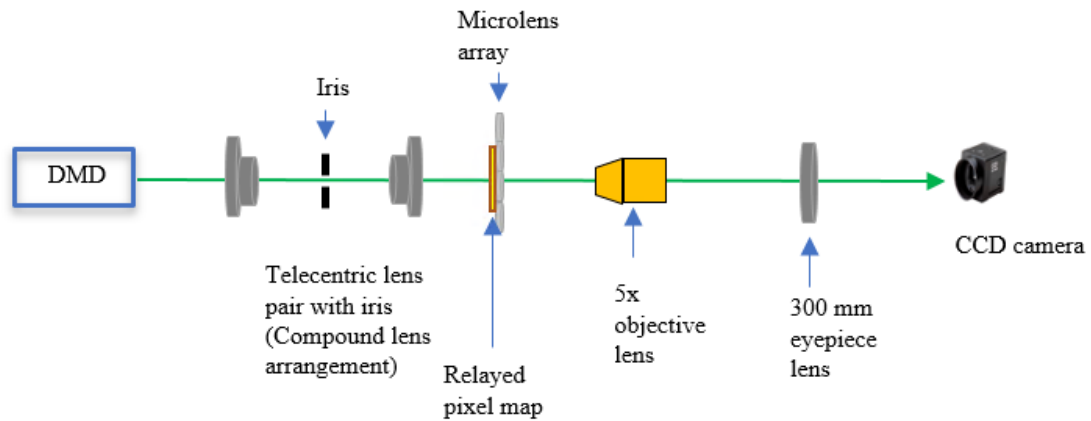 Microlens
array
Iris
DMD
CCD camera
Telecentric lens
pair with iris
(Compound lens
arrangement)
5x
objective
lens
300 mm
eyepiece
lens
Relayed
pixel map